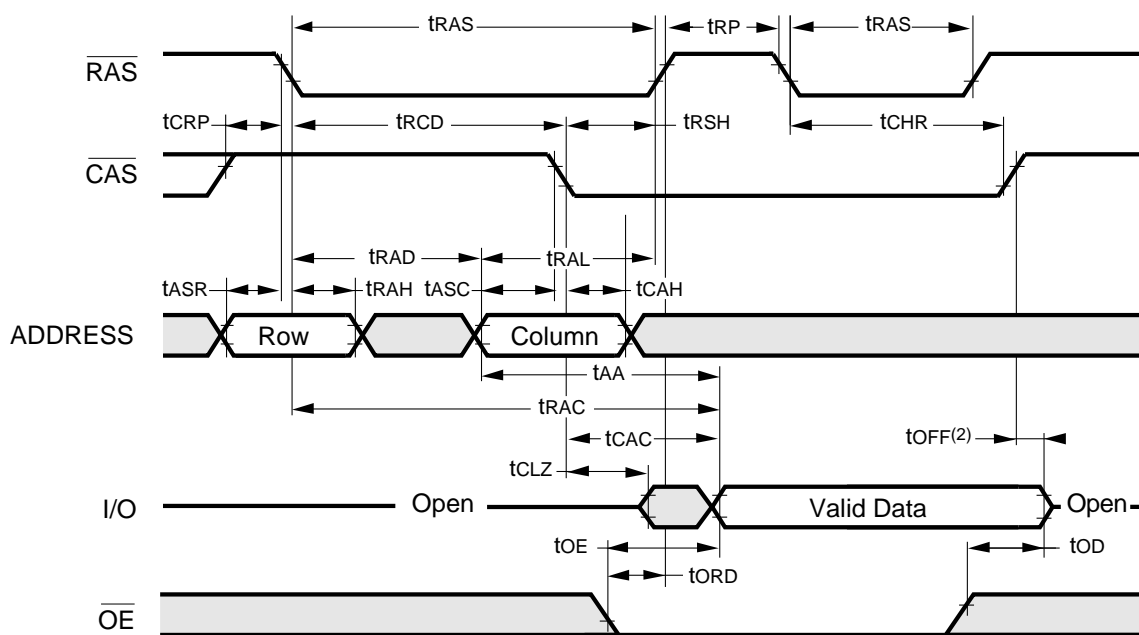 tRAS tRP tRAS
RAS
tCRP tRCD tRSH tCHR
CAS
tRAD tRAL
tASR tRAH tASC tCAH
ADDRESS Row Column
tAA
tRAC
tCAC tOFF(2)
tCLZ
I/O Open Valid Data Open
tOE tOD
tORD
OE